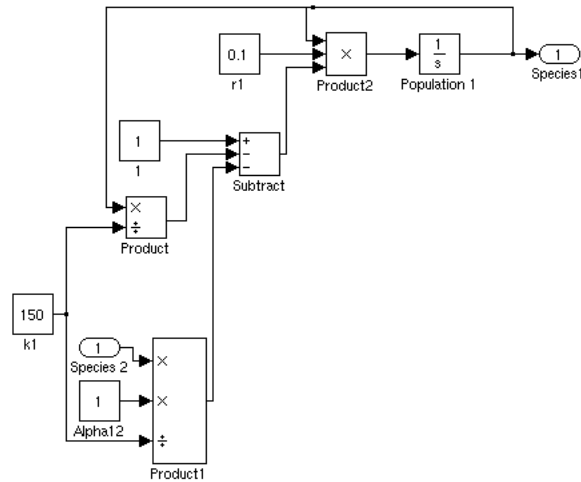 0.1
r1
×
Product2
1
s
Population 1
1
Species1
1
1
+
−
−
Subtract
×
÷
Product
150
k1
1
Species 2
1
Alpha12
×
×
÷
Product1